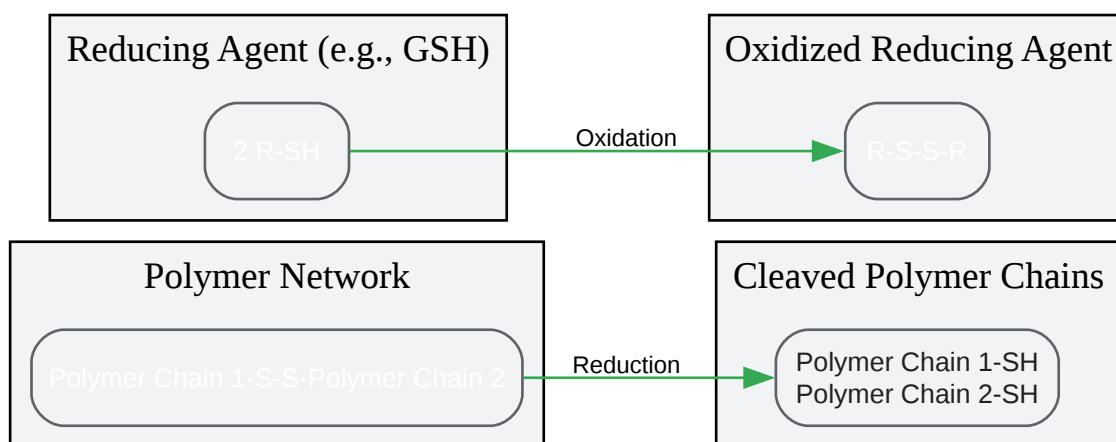 Reducing Agent (e.g., GSH)
Oxidized Reducing Agent
2 R-SH
Oxidation
R-S-S-R
Polymer Network
Cleaved Polymer Chains
Polymer Chain 1-S-S-Polymer Chain 2
Reduction
Polymer Chain 1-SH
Polymer Chain 2-SH